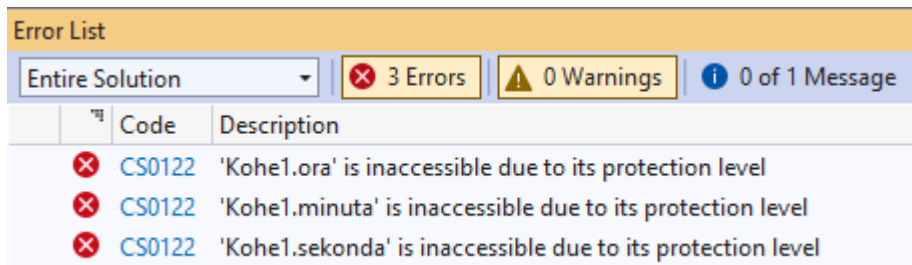 Error List
Entire Solution 3 Errors 0 Warnings 0 of 1 Message
Code Description
CS0122 'Kohe1.ora' is inaccessible due to its protection level
CS0122 'Kohe1.minuta' is inaccessible due to its protection level
CS0122 'Kohe1.sekonda' is inaccessible due to its protection level